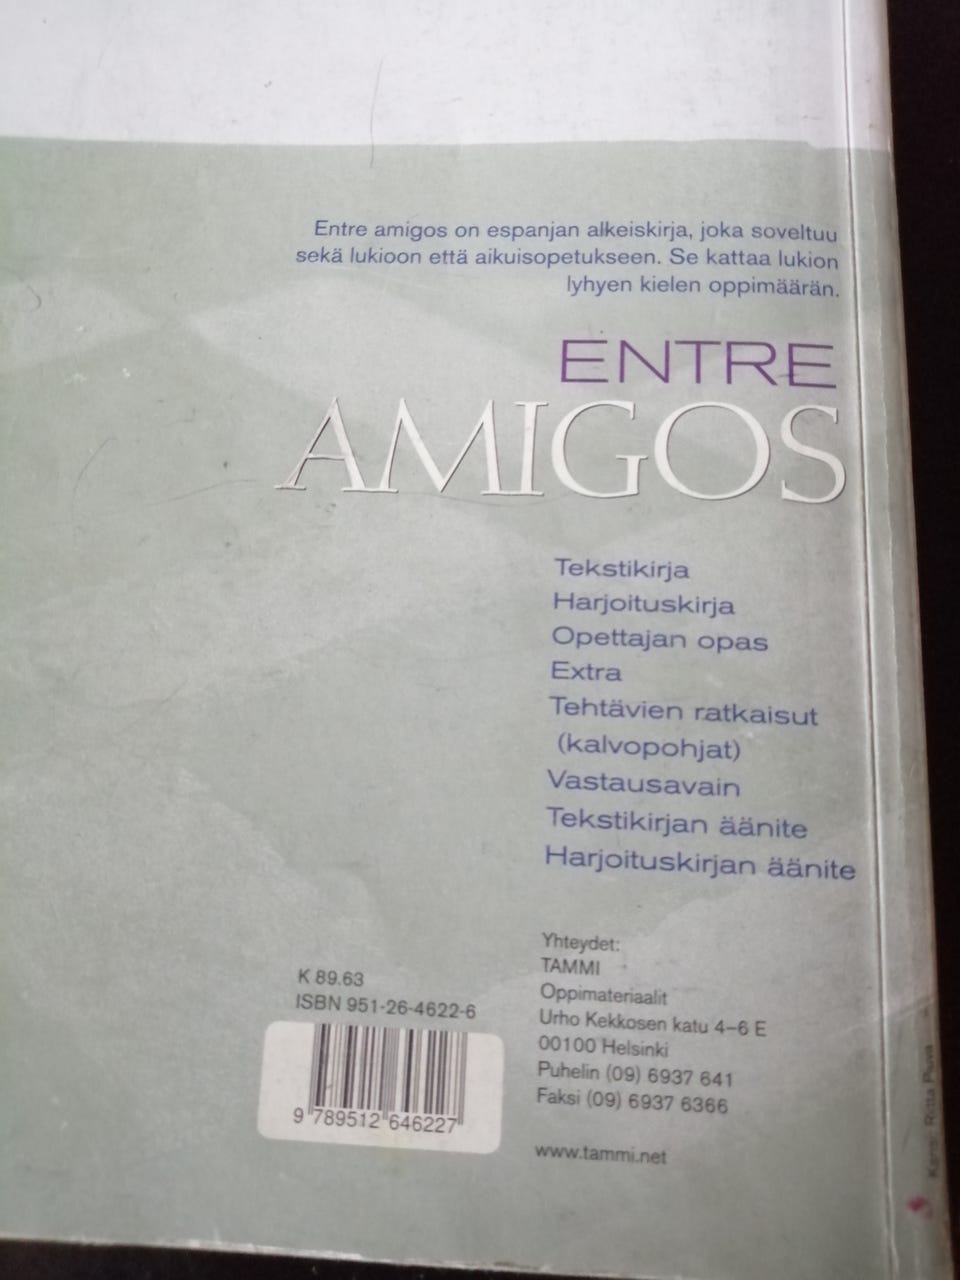 Entre amigos on espanjan alkeiskirja, joka soveltuu
sekä lukioon että aikuisopetukseen. Se kattaa lukion
lyhyen kielen oppimäärän.
ENTRE
AMIGOS
Tekstikirja
Harjoituskirja
Opettajan opas
Extra
Tehtävien ratkaisut
(kalvopohjat)
Vastausavain
Tekstikirjan äänite
Harjoituskirjan äänite
Yhteydet:
TAMMI
Oppimateriaalit
Urho Kekkosen katu 4–6 E
00100 Helsinki
Puhelin (09) 6937 641
Faksi (09) 6937 6366
www.tammi.net
K 89.63
ISBN 951-26-4622-6
9 789512 646227
Kansi: Riitta